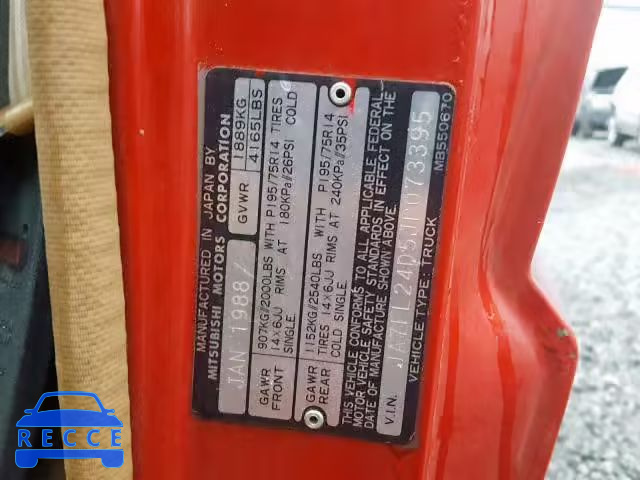 MANUFACTURED IN JAPAN BY
MITSUBISHI MOTORS CORPORATION
JAN 1988/ GVWR 1889KG
4165LBS
GAWR FRONT 907KG//2000LBS WITH P195/75R14 TIRES
14×6JJ RIMS AT 180KPa//26PSI COLD
SINGLE.
GAWR REAR 1152KG//2540LBS WITH P195/75R14
TIRES 14×6JJ RIMS AT 240KPa//35PSI
COLD SINGLE.
THIS VEHICLE CONFORMS TO ALL APPLICABLE FEDERAL
MOTOR VEHICLE SAFETY STANDARDS IN EFFECT ON THE
DATE OF MANUFACTURE SHOWN ABOVE.
V.I.N.
VEHICLE TYPE: TRUCK MB550670
RECCE